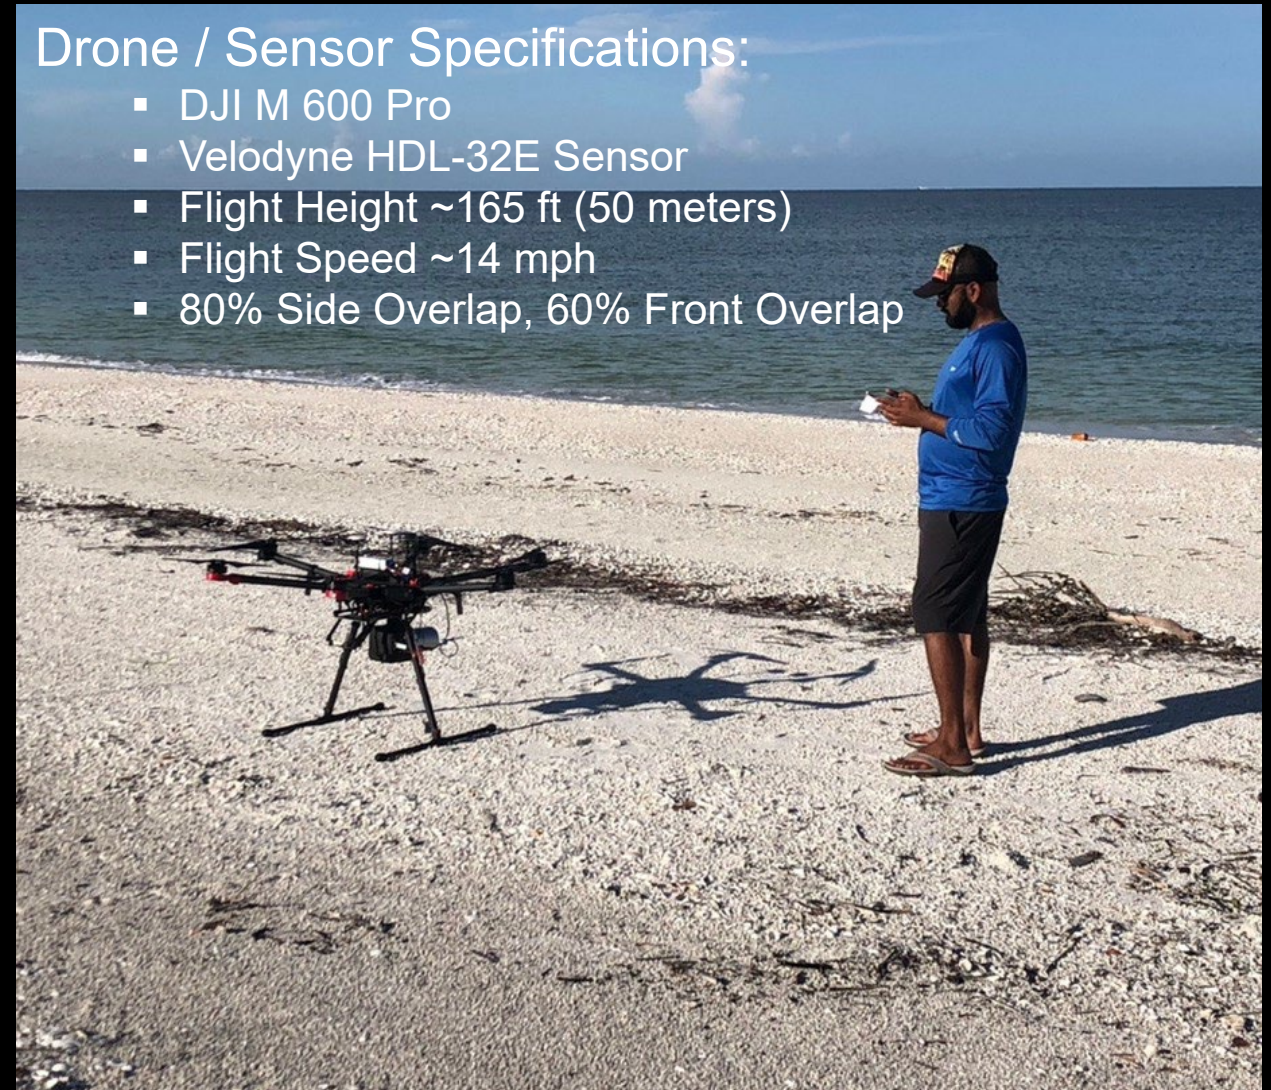 Drone / Sensor Specifications:
▪ DJI M 600 Pro
▪ Velodyne HDL-32E Sensor
▪ Flight Height ~165 ft (50 meters)
▪ Flight Speed ~14 mph
▪ 80% Side Overlap, 60% Front Overlap